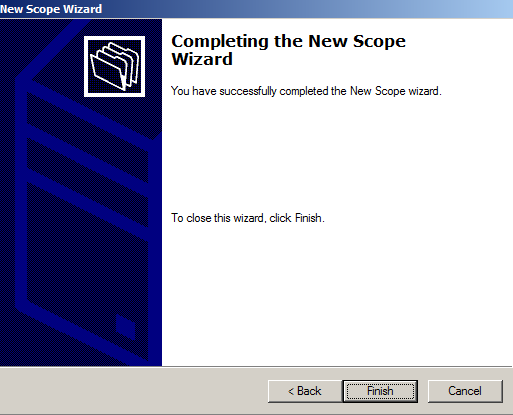 New Scope Wizard
Completing the New Scope
Wizard
You have successfully completed the New Scope wizard.
To close this wizard, click Finish.
< Back
Finish
Cancel